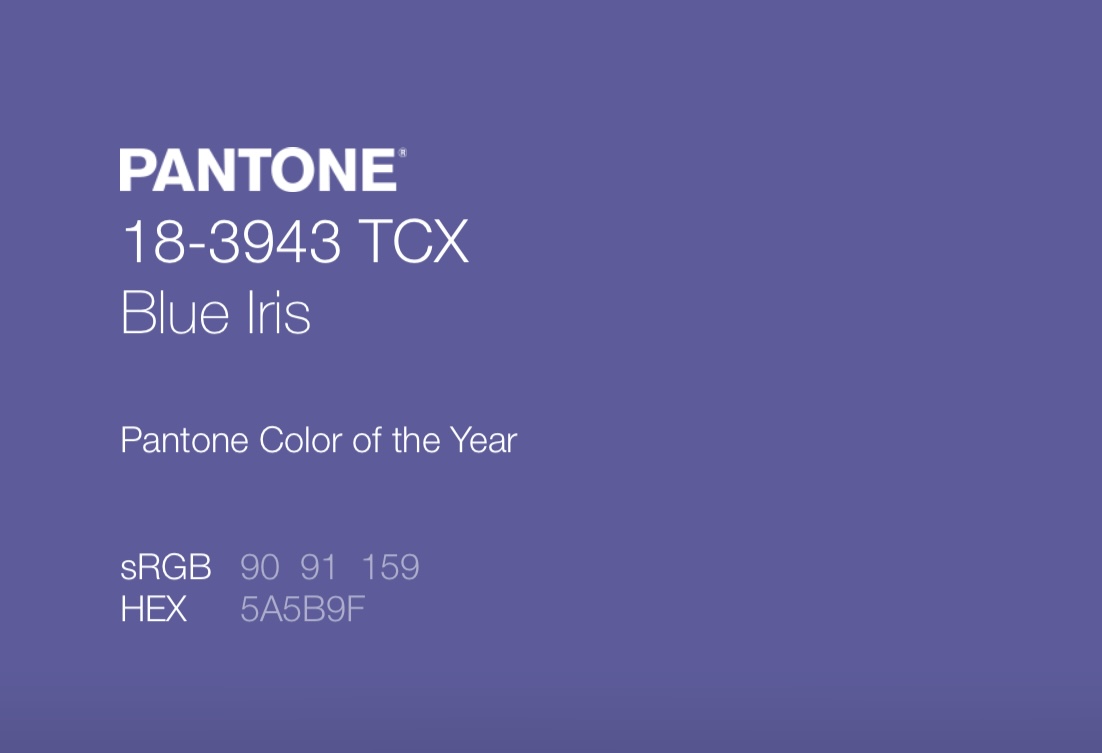 PANTONE®
18-3943 TCX
Blue Iris
Pantone Color of the Year
sRGB 90 91 159
HEX 5A5B9F